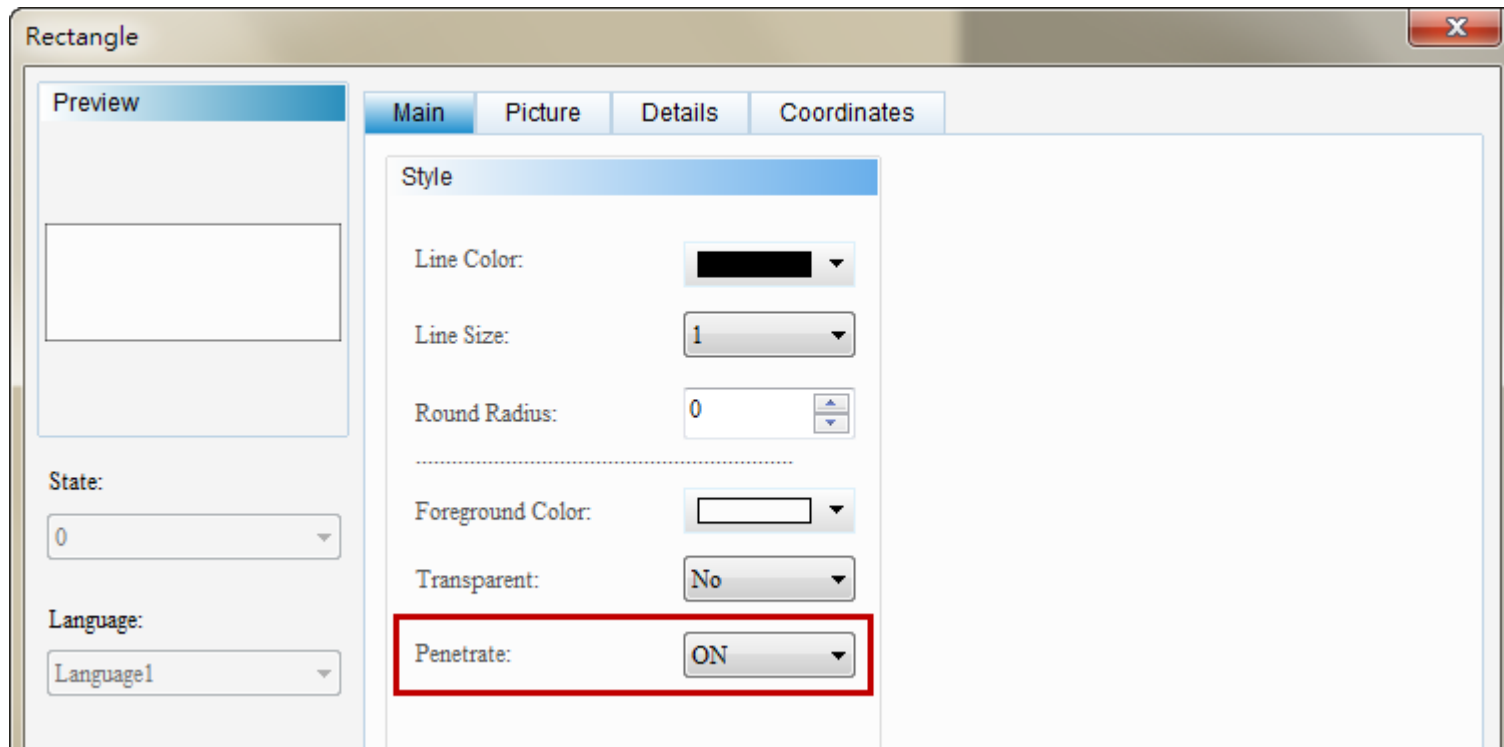 Rectangle
Preview
Main Picture Details Coordinates
Style
Line Color:
Line Size: 1
Round Radius: 0
State:
0
Foreground Color:
Transparent: No
Language:
Language1
Penetrate: ON